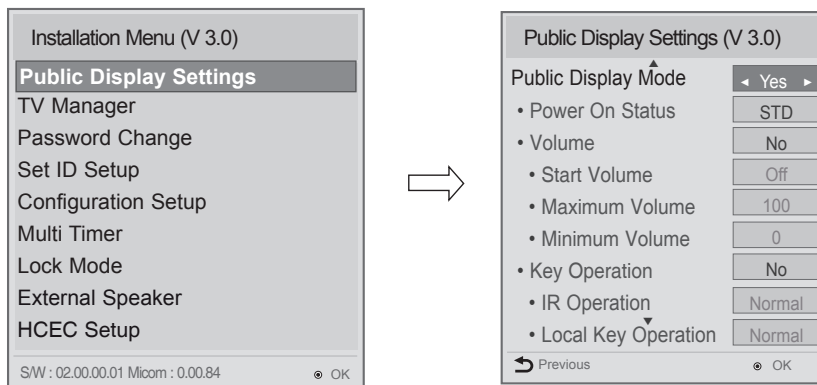 Installation Menu (V 3.0)
Public Display Settings
TV Manager
Password Change
Set ID Setup
Configuration Setup
Multi Timer
Lock Mode
External Speaker
HCEC Setup
S/W : 02.00.00.01 Micom : 0.00.84 ◉ OK
Public Display Settings (V 3.0)
Public Display Mode ◄ Yes ►
• Power On Status STD
• Volume No
• Start Volume Off
• Maximum Volume 100
• Minimum Volume 0
• Key Operation No
• IR Operation Normal
• Local Key Operation Normal
Previous ◉ OK